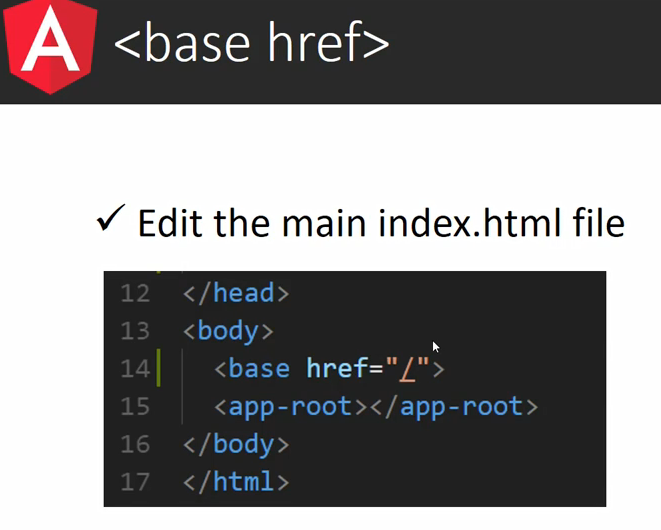 A
<base href>
✓ Edit the main index.html file
12 </head>
13 <body>
14 <base href="/">
15 <app-root></app-root>
16 </body>
17 </html>